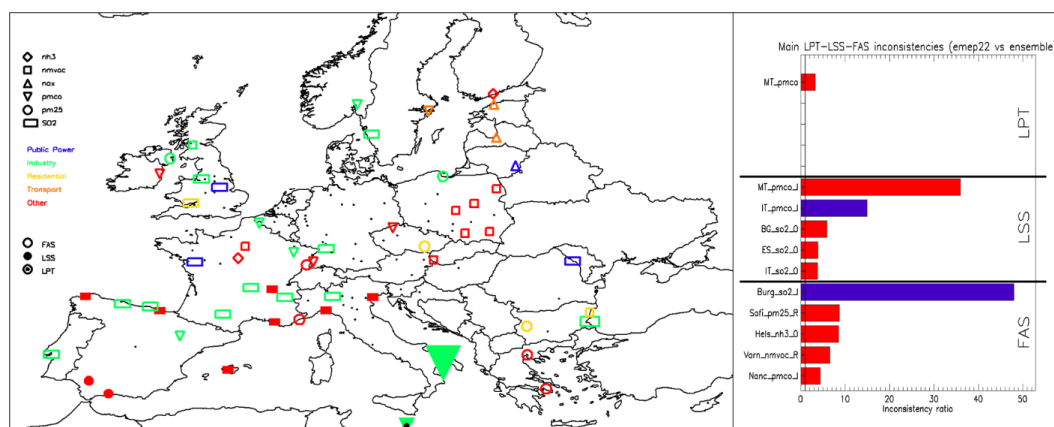 nh3
nmvoc
nox
pmco
pm25
SO2
Public Power
Industry
Residential
Transport
Other
FAS
LSS
LPT
Main LPT-LSS-FAS inconsistencies (emep22 vs ensemble)
MT_pmco
LPT
MT_pmco_I
IT_pmco_I
BG_so2_O
ES_so2_O
IT_so2_O
LSS
Burg_so2_I
Sofi_pm25_R
Hels_nh3_O
Varn_nmvoc_R
Nanc_pmco_I
FAS
0 10 20 30 40 50
Inconsistency ratio